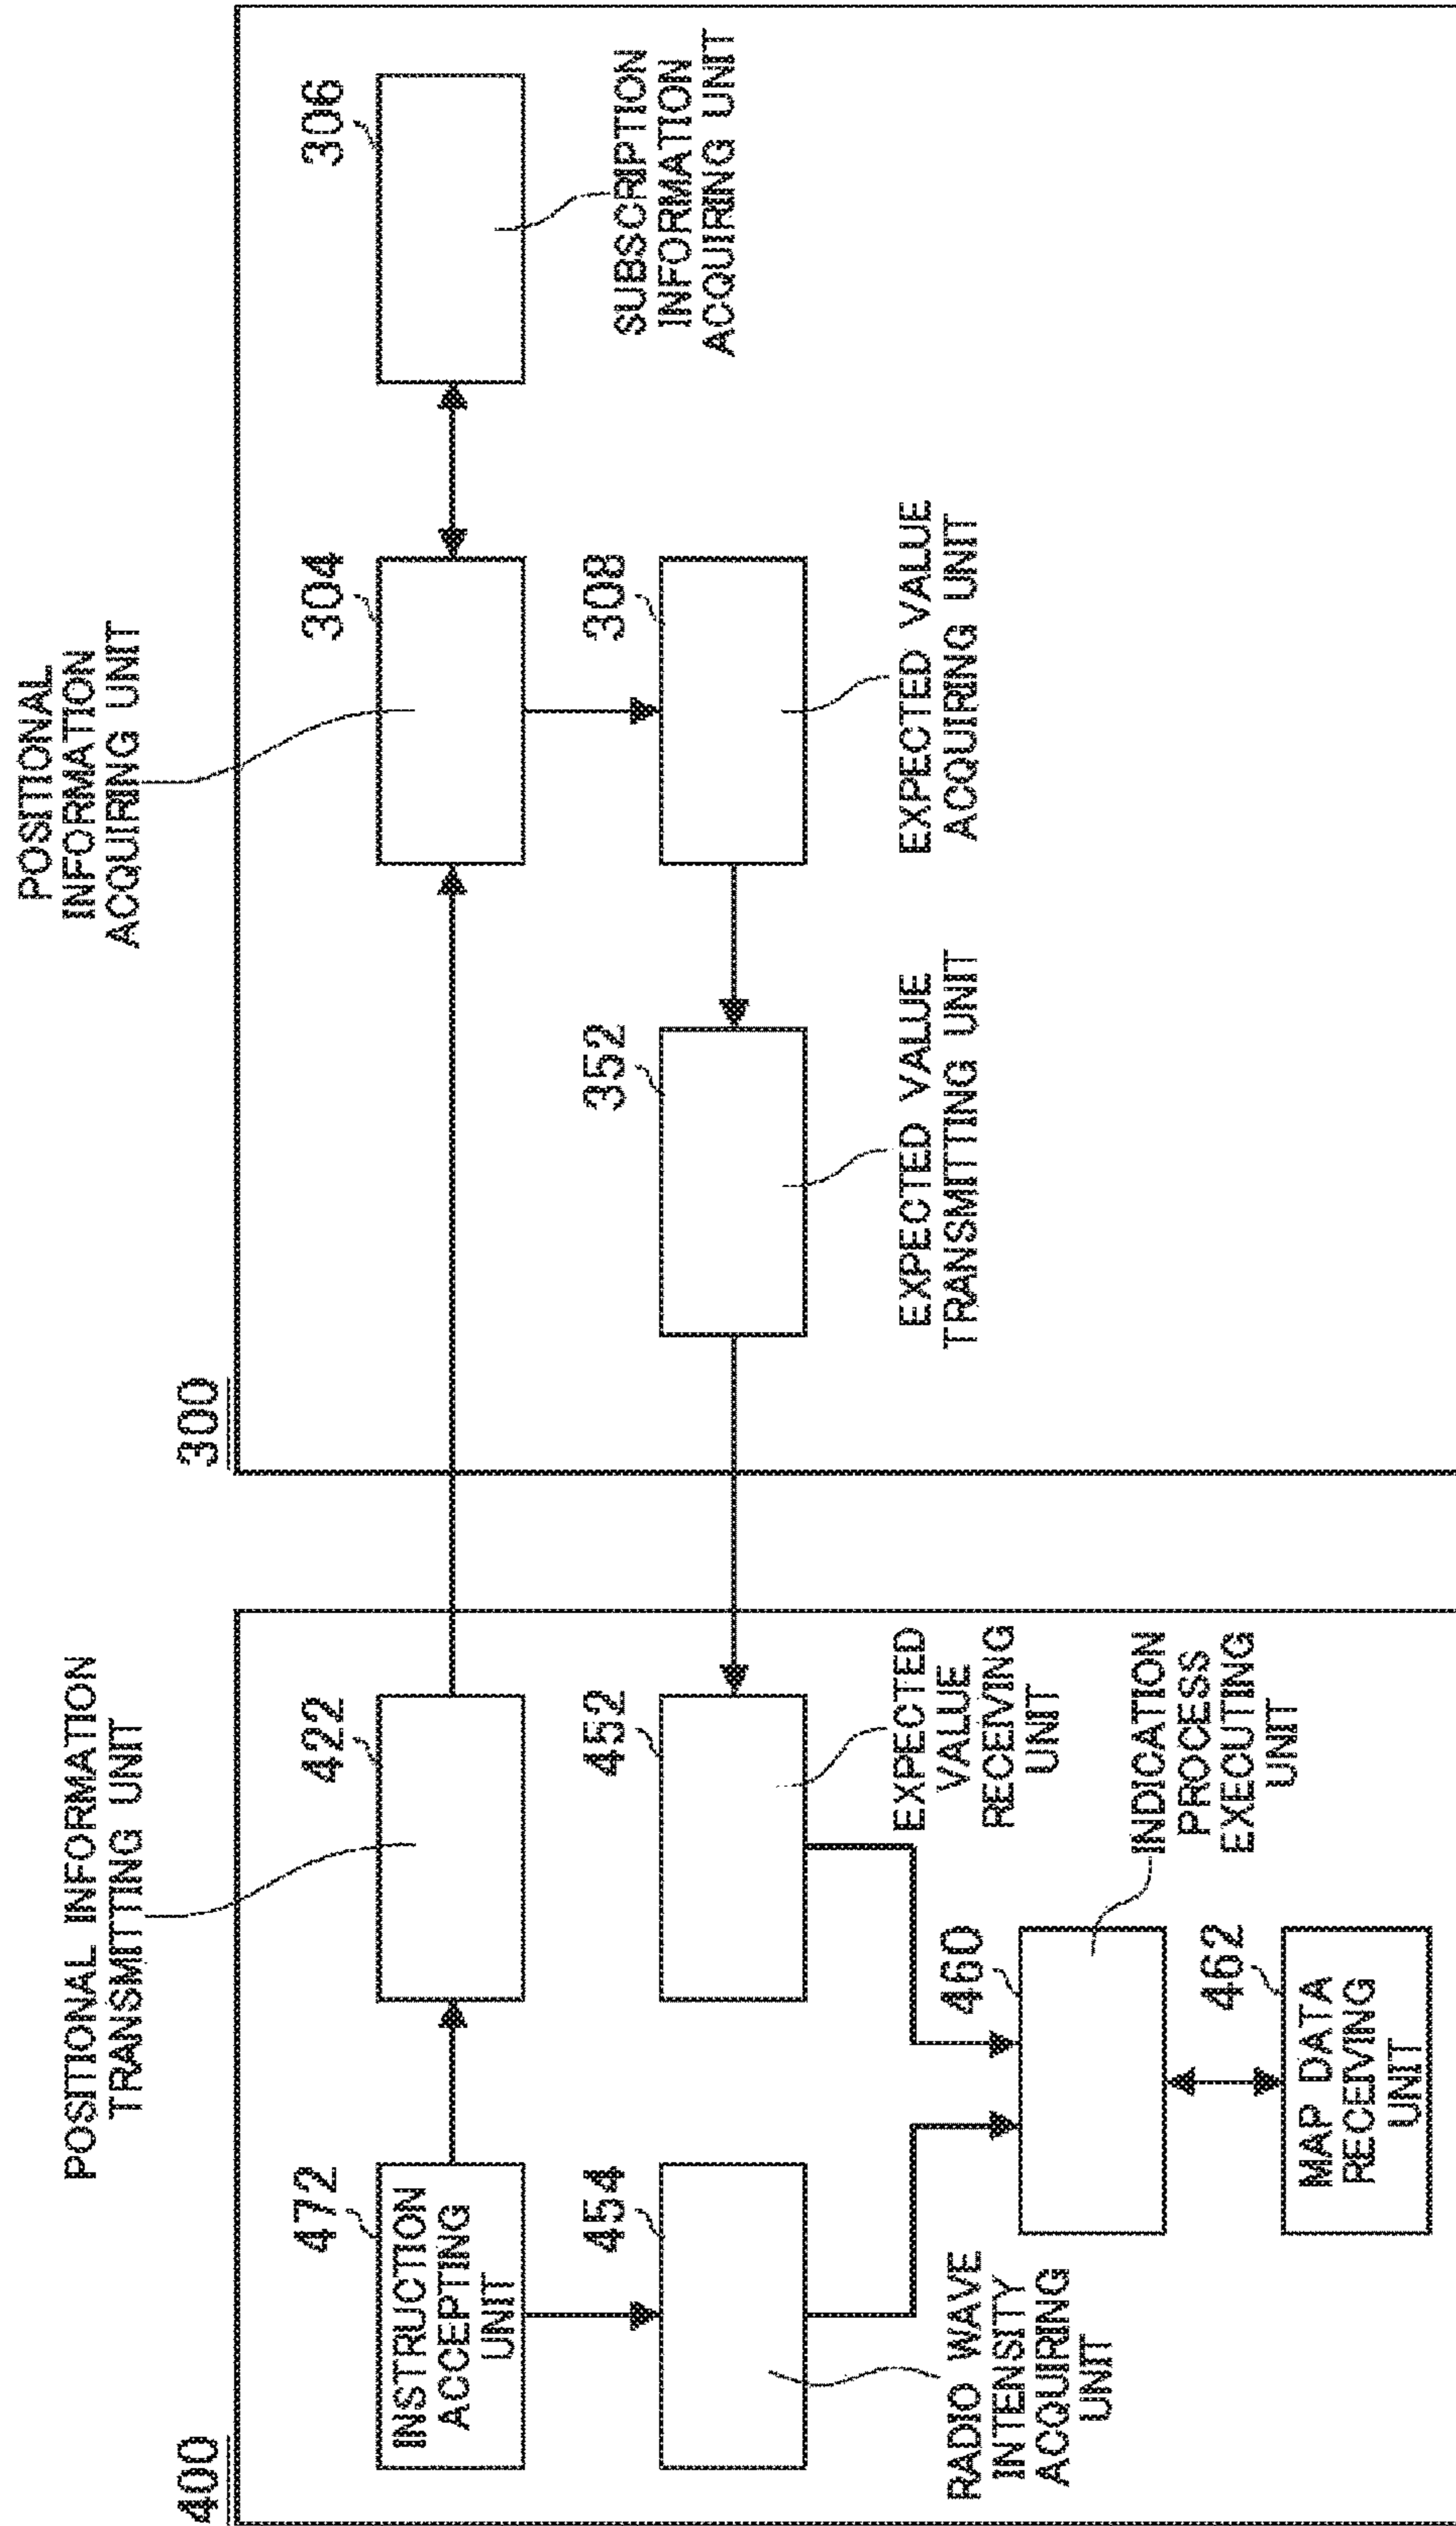 400
POSITIONAL INFORMATION
TRANSMITTING UNIT
472
INSTRUCTION
ACCEPTING
UNIT
422
454
RADIO WAVE
INTENSITY
ACQUIRING
UNIT
452
EXPECTED
VALUE
RECEIVING
UNIT
460
INDICATION
PROCESS
EXECUTING
UNIT
462
MAP DATA
RECEIVING
UNIT
300
POSITIONAL
INFORMATION
ACQUIRING UNIT
304
306
SUBSCRIPTION
INFORMATION
ACQUIRING UNIT
352
EXPECTED VALUE
TRANSMITTING UNIT
308
EXPECTED VALUE
ACQUIRING UNIT